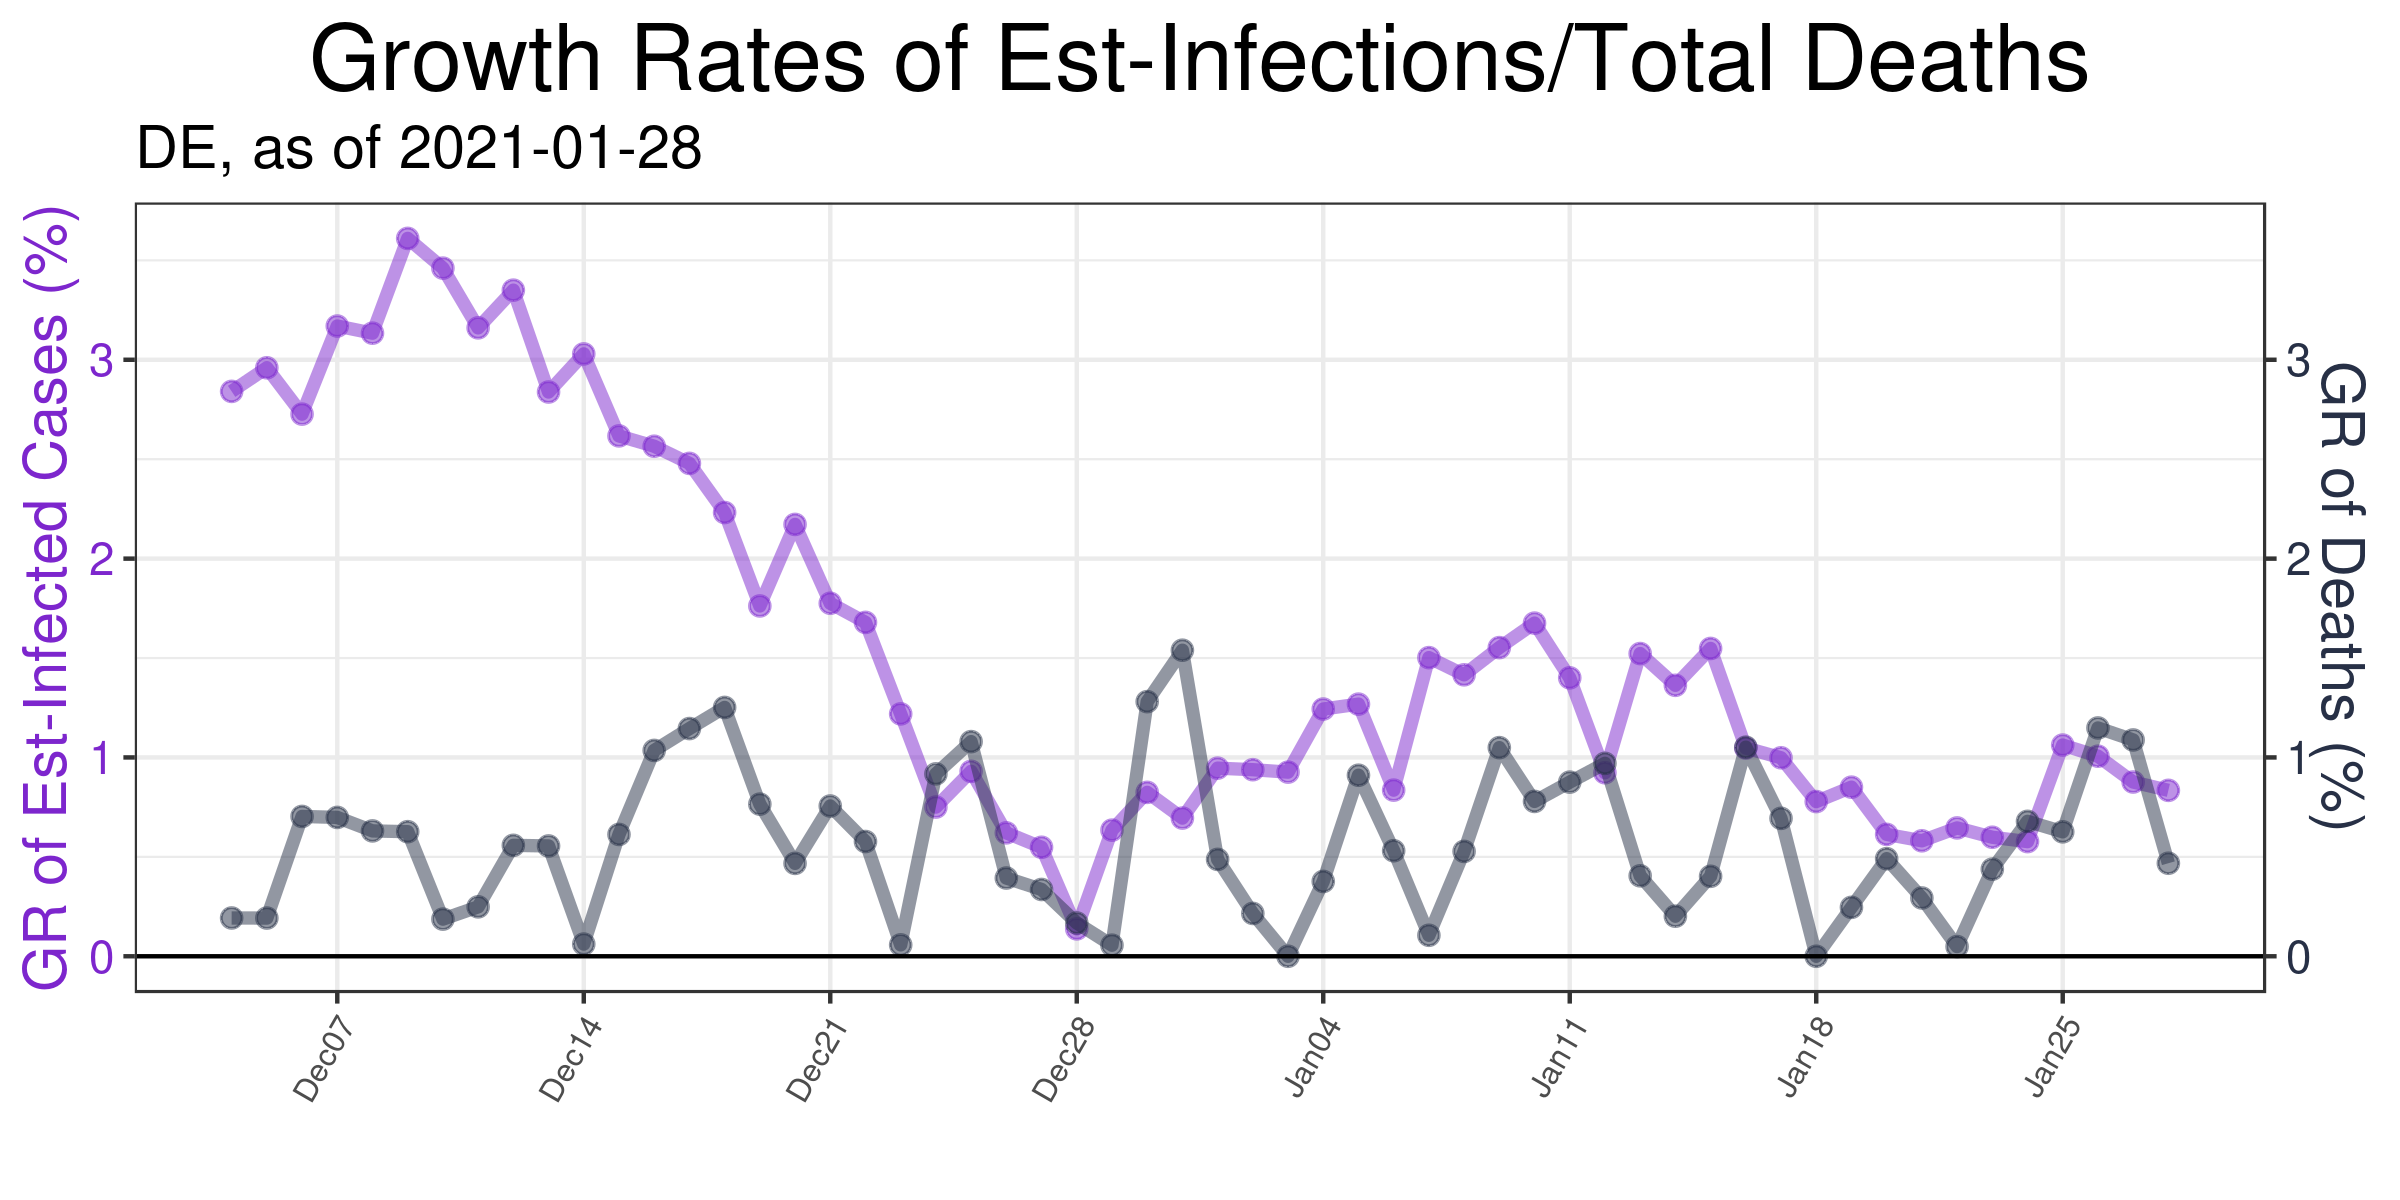 Growth Rates of Est-Infections/Total Deaths
DE, as of 2021-01-28
GR of Est-Infected Cases (%)
3
2
1
0
3
2
1
0
GR of Deaths (%)
Dec07
Dec14
Dec21
Dec28
Jan04
Jan11
Jan18
Jan25